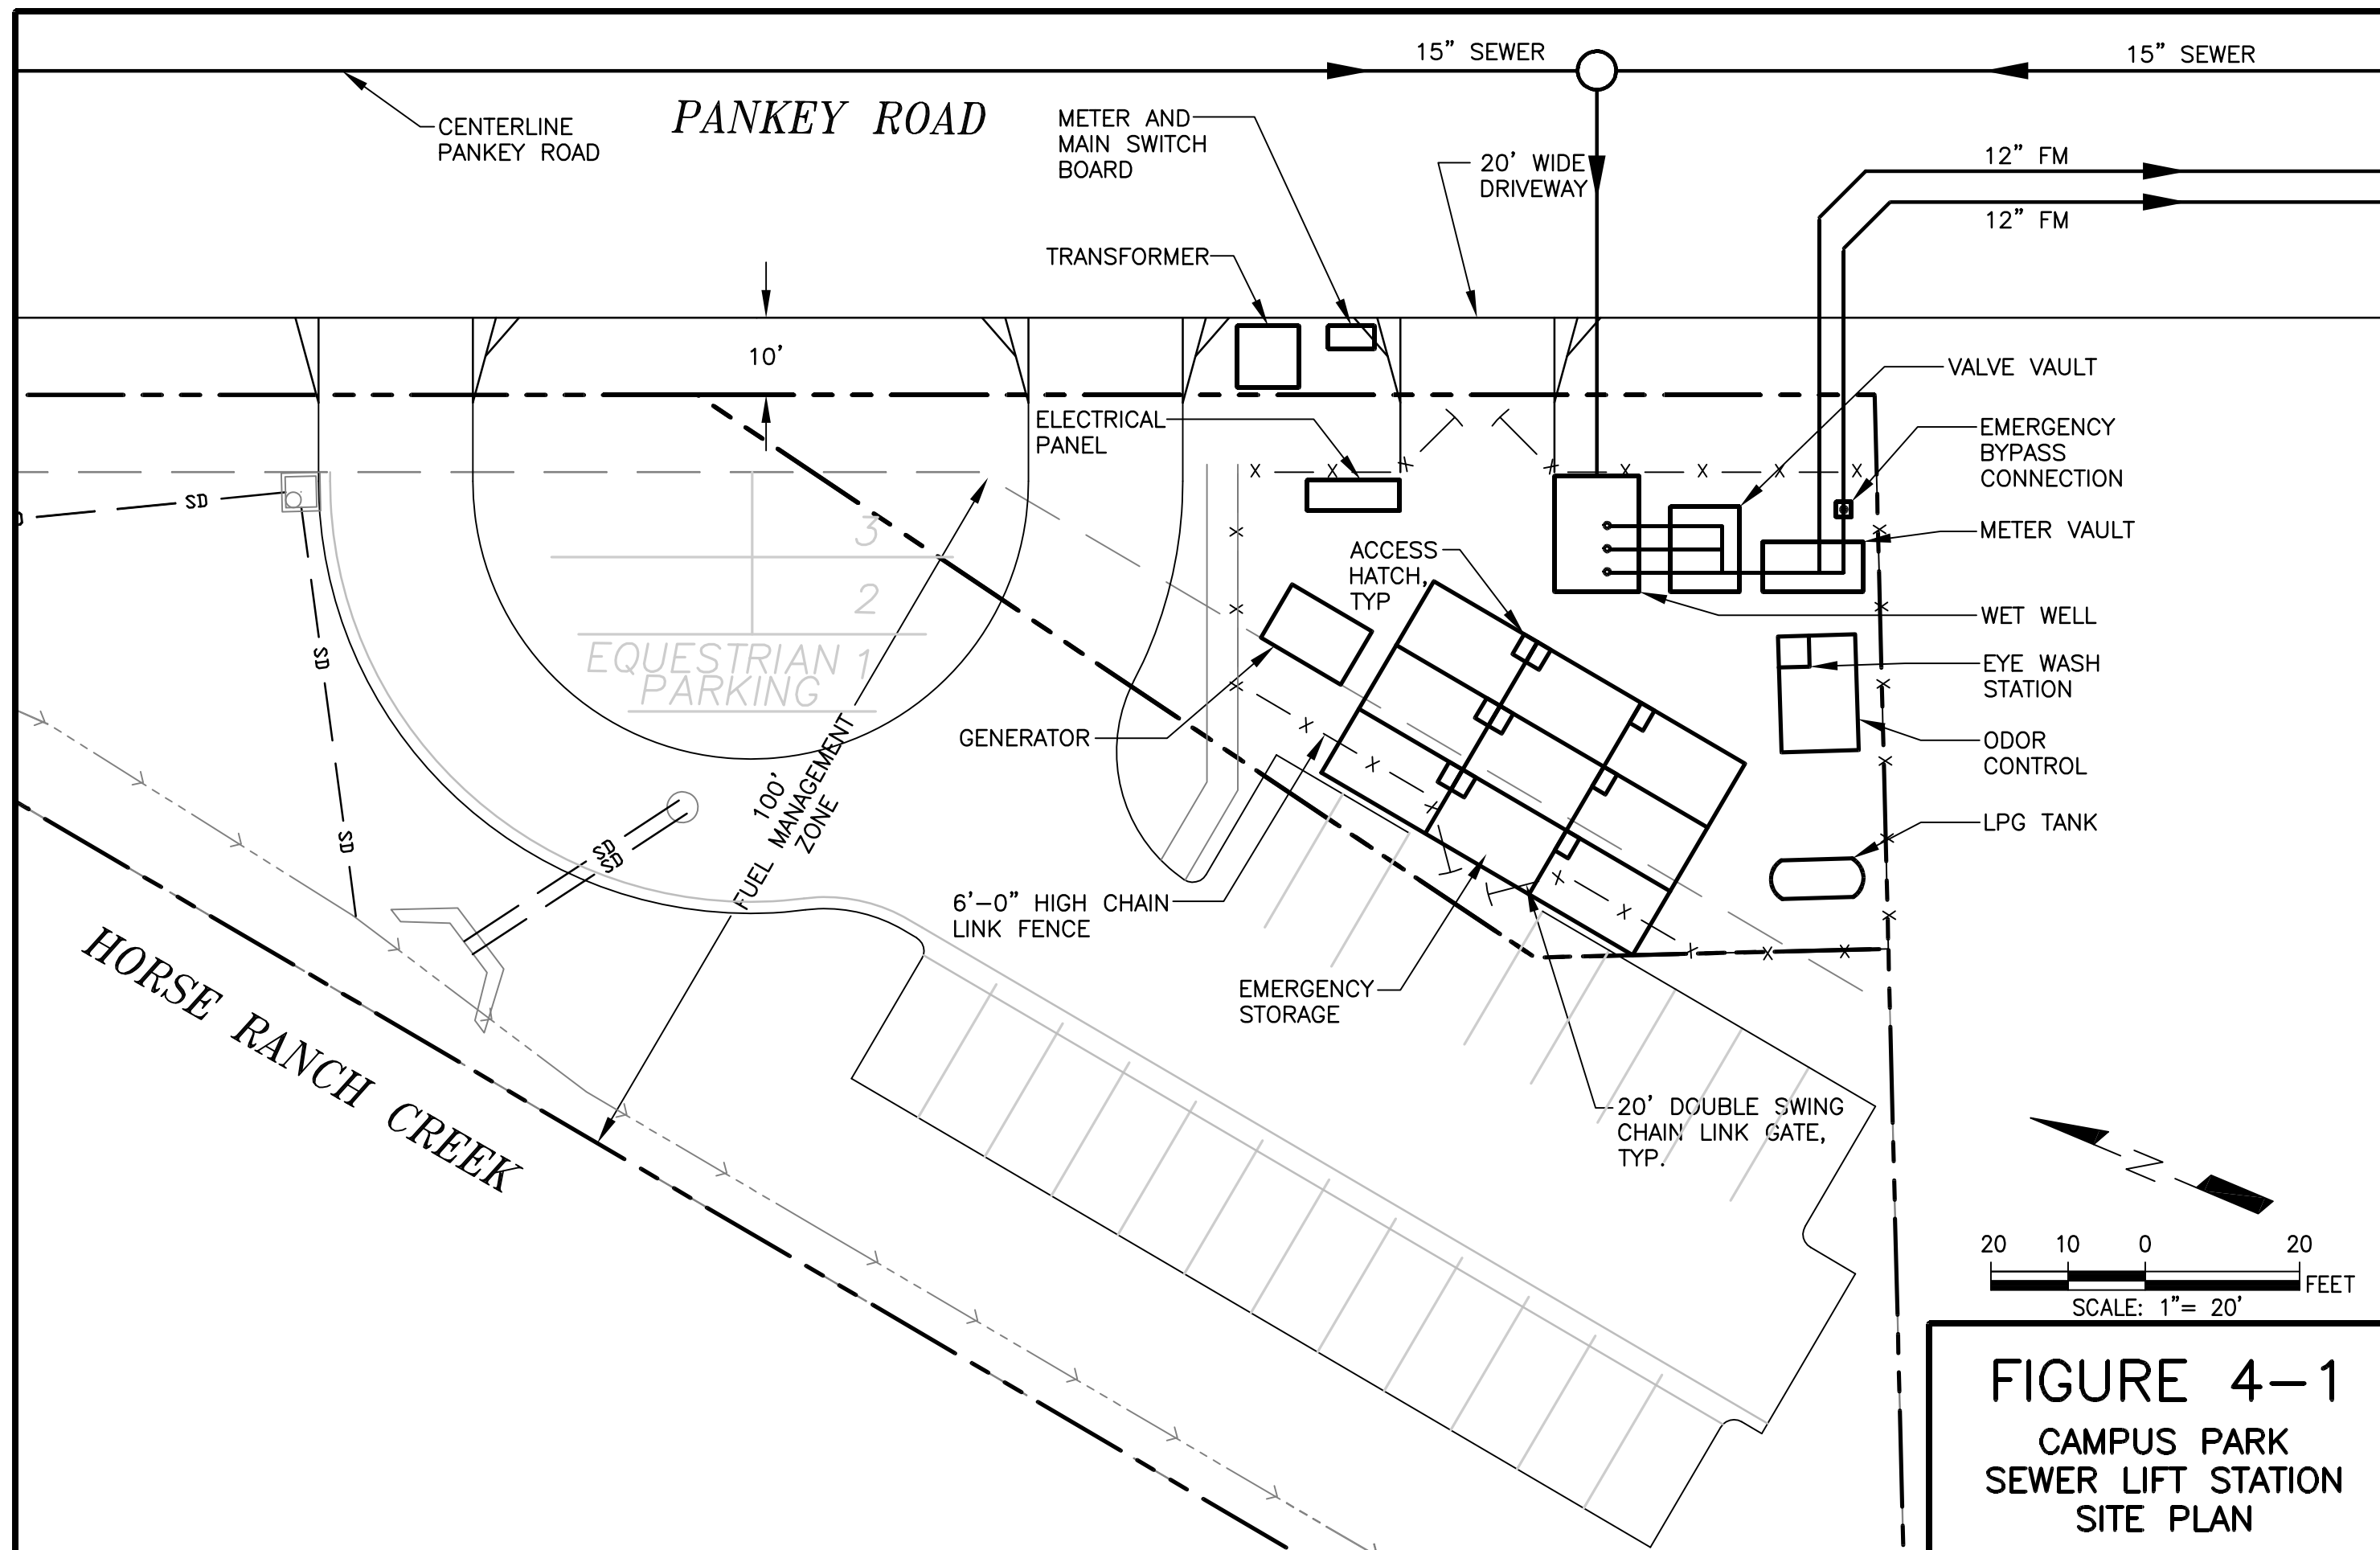 15" SEWER
15" SEWER
CENTERLINE
PANKEY ROAD
PANKEY ROAD
METER AND
MAIN SWITCH
BOARD
20' WIDE
DRIVEWAY
12" FM
12" FM
TRANSFORMER
10'
VALVE VAULT
ELECTRICAL
PANEL
EMERGENCY
BYPASS
CONNECTION
SD
3
METER VAULT
ACCESS
HATCH,
TYP
2
WET WELL
SD
EQUESTRIAN 1
PARKING
EYE WASH
STATION
GENERATOR
ODOR
CONTROL
100'
FUEL MANAGEMENT
ZONE
LPG TANK
SD
SD
SD
6'-0" HIGH CHAIN
LINK FENCE
HORSE RANCH CREEK
EMERGENCY
STORAGE
20' DOUBLE SWING
CHAIN LINK GATE,
TYP.
N
20 10 0 20
FEET
SCALE: 1"= 20'
FIGURE 4-1
CAMPUS PARK
SEWER LIFT STATION
SITE PLAN